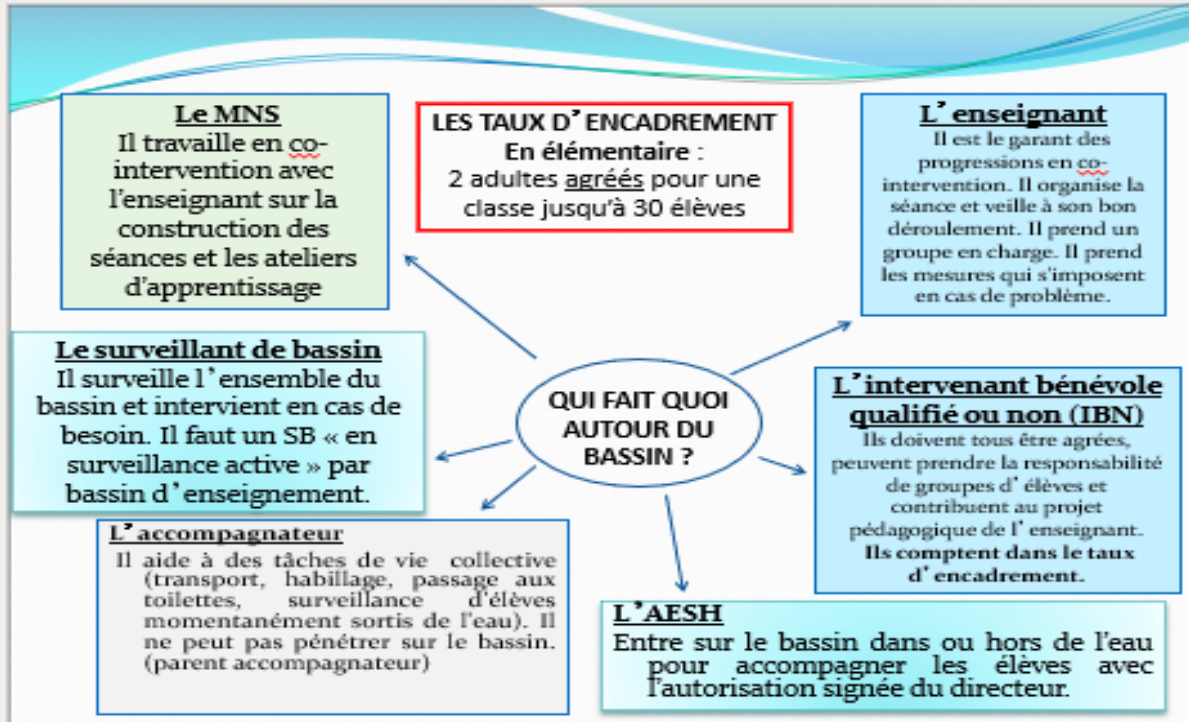 Le MNS
Il travaille en co-
intervention avec
l'enseignant sur la
construction des
séances et les ateliers
d'apprentissage
LES TAUX D' ENCADREMENT
En élémentaire :
2 adultes agréés pour une
classe jusqu'à 30 élèves
L' enseignant
Il est le garant des
progressions en co-
intervention. Il organise la
séance et veille à son bon
déroulement. Il prend un
groupe en charge. Il prend
les mesures qui s'imposent
en cas de problème.
Le surveillant de bassin
Il surveille l' ensemble du
bassin et intervient en cas de
besoin. Il faut un SB « en
surveillance active » par
bassin d' enseignement.
QUI FAIT QUOI
AUTOUR DU
BASSIN ?
L'intervenant bénévole
qualifié ou non (IBN)
Ils doivent tous être agrées,
peuvent prendre la responsabilité
de groupes d' élèves et
contribuent au projet
pédagogique de l' enseignant.
Ils comptent dans le taux
d' encadrement.
L'accompagnateur
Il aide à des tâches de vie collective
(transport, habillage, passage aux
toilettes, surveillance d'élèves
momentanément sortis de l'eau). Il
ne peut pas pénétrer sur le bassin.
(parent accompagnateur)
L'AESH
Entre sur le bassin dans ou hors de l'eau
pour accompagner les élèves avec
l'autorisation signée du directeur.